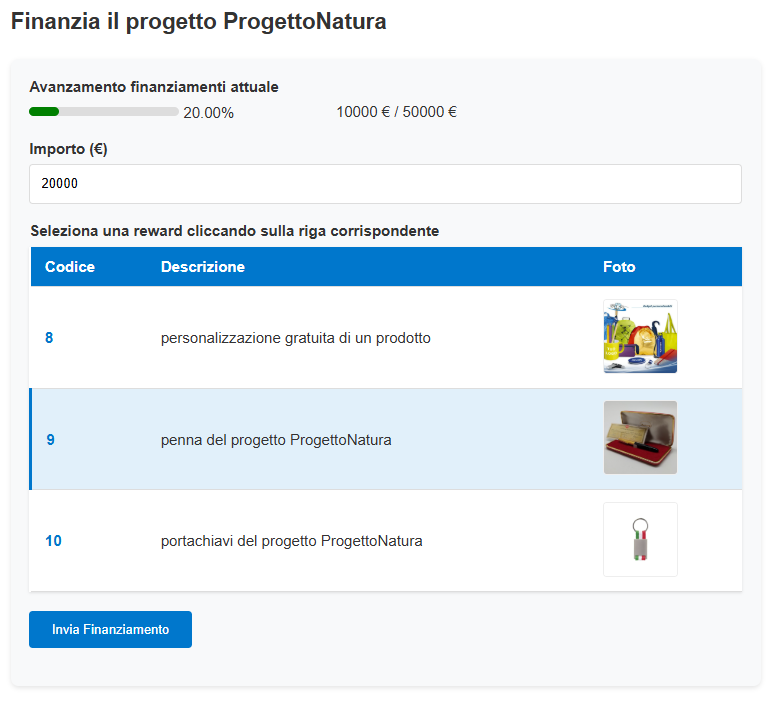 Finanzia il progetto ProgettoNatura
Avanzamento finanziamenti attuale
20.00% 10000 € / 50000 €
Importo (€)
20000
Seleziona una reward cliccando sulla riga corrispondente
Codice Descrizione Foto
8 personalizzazione gratuita di un prodotto
9 penna del progetto ProgettoNatura
10 portachiavi del progetto ProgettoNatura
Invia Finanziamento